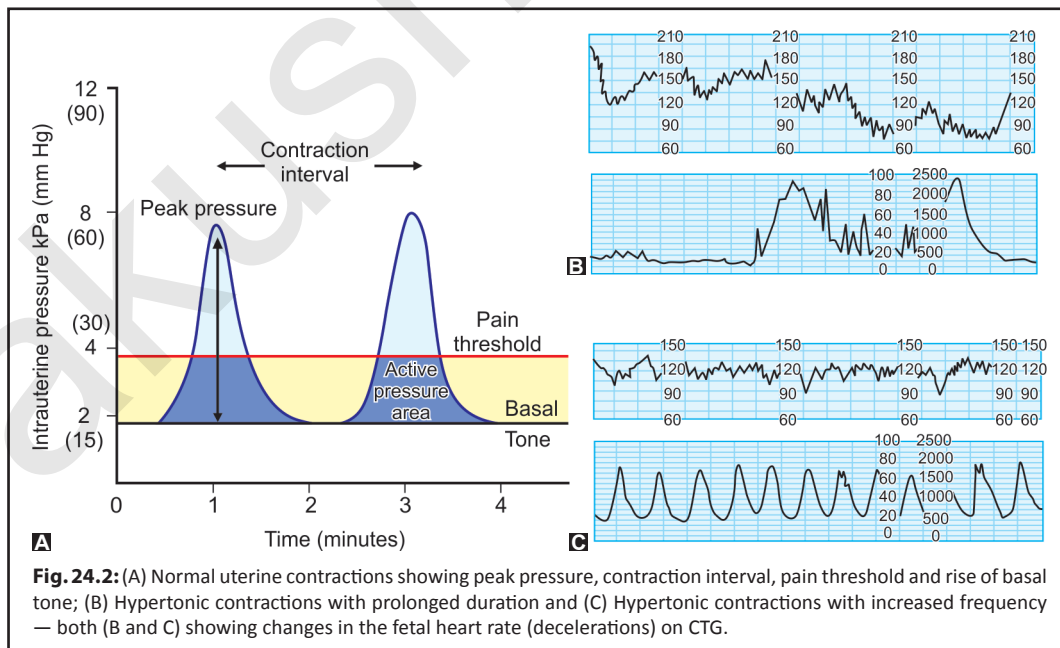 12
(90)
8
(60)
(30)
4
2
(15)
Intrauterine pressure kPa (mm Hg)
Contraction
interval
Peak pressure
Pain
threshold
Active
pressure
area
Basal
Tone
0 1 2 3 4
Time (minutes)
A
210 210 210 210
180 180 180 180
150 150 150 150
120 120 120 120
90 90 90 90
60 60 60 60
100 2500
80 2000
60 1500
40 1000
20 500
0 0
B
150 150 150 150 150
120 120 120 120 120
90 90 90 90 90
60 60 60 60 60
100 2500
80 2000
60 1500
40 1000
20 500
0 0
C
Fig. 24.2: (A) Normal uterine contractions showing peak pressure, contraction interval, pain threshold and rise of basal
tone; (B) Hypertonic contractions with prolonged duration and (C) Hypertonic contractions with increased frequency
— both (B and C) showing changes in the fetal heart rate (decelerations) on CTG.